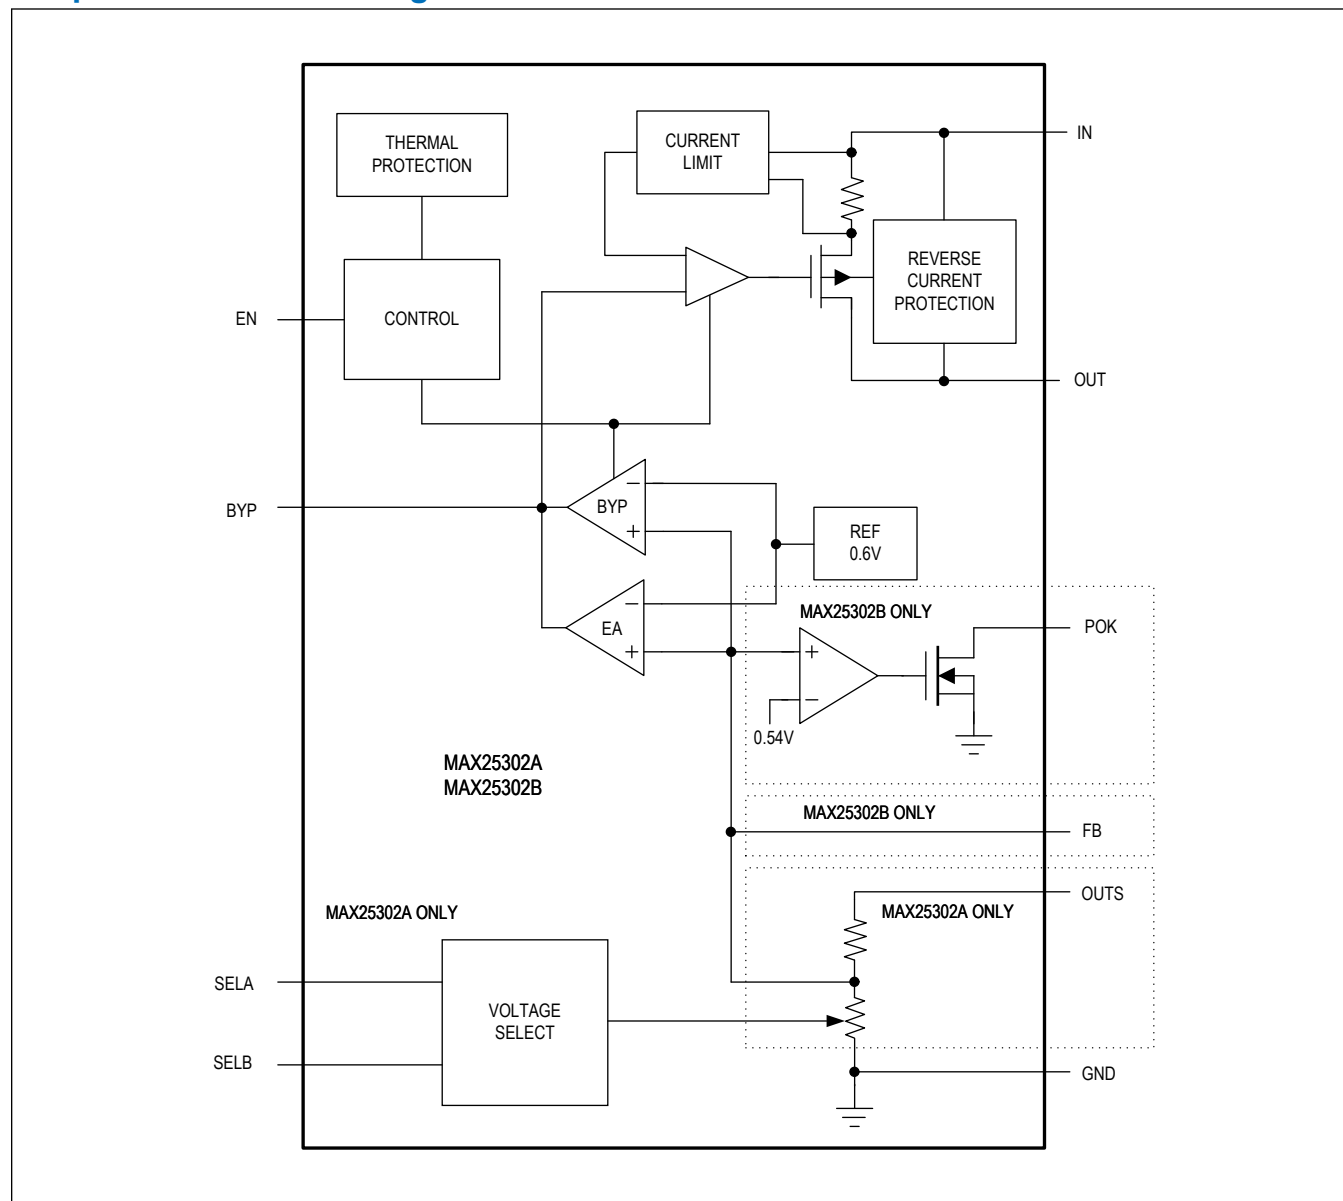 THERMAL
PROTECTION
CURRENT
LIMIT
IN
REVERSE
CURRENT
PROTECTION
EN
CONTROL
OUT
BYP
BYP
−
+
REF
0.6V
EA
−
+
MAX25302B ONLY
POK
+
−
0.54V
MAX25302A
MAX25302B
MAX25302B ONLY
FB
OUTS
MAX25302A ONLY
MAX25302A ONLY
SELA
VOLTAGE
SELECT
SELB
GND